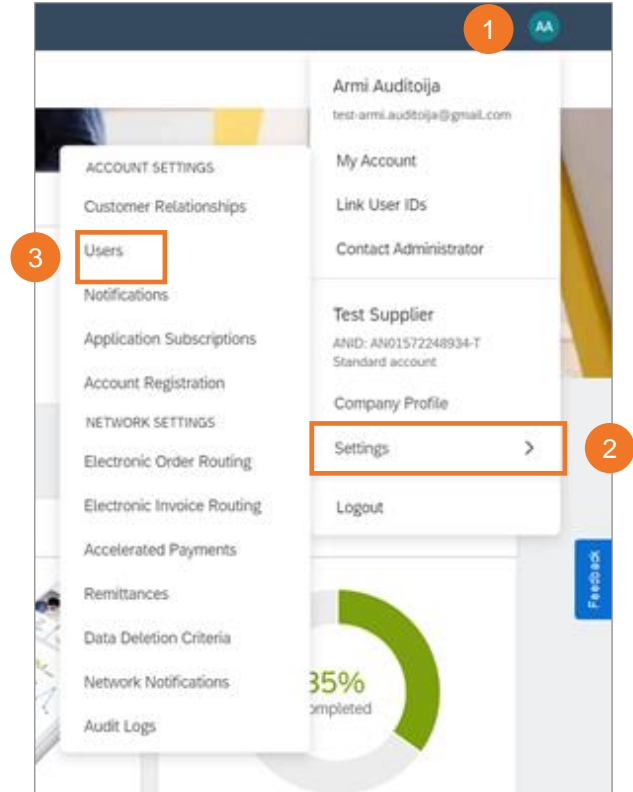 1
AA
Armi Auditoija
test-armi.auditoija@gmail.com
My Account
Link User IDs
Contact Administrator
Test Supplier
ANID: AN01572248934-T
Standard account
Company Profile
Settings
2
Logout
ACCOUNT SETTINGS
Customer Relationships
3
Users
Notifications
Application Subscriptions
Account Registration
NETWORK SETTINGS
Electronic Order Routing
Electronic Invoice Routing
Accelerated Payments
Remittances
Data Deletion Criteria
Network Notifications
Audit Logs
35%
ompleted
Feedback